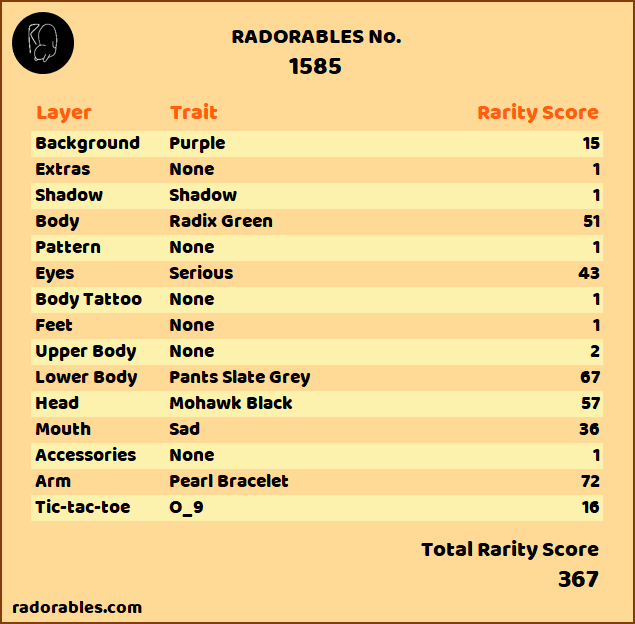 RADORABLES No.
1585
Layer Trait Rarity Score
Background Purple 15
Extras None 1
Shadow Shadow 1
Body Radix Green 51
Pattern None 1
Eyes Serious 43
Body Tattoo None 1
Feet None 1
Upper Body None 2
Lower Body Pants Slate Grey 67
Head Mohawk Black 57
Mouth Sad 36
Accessories None 1
Arm Pearl Bracelet 72
Tic-tac-toe O_9 16
Total Rarity Score
367
radorables.com